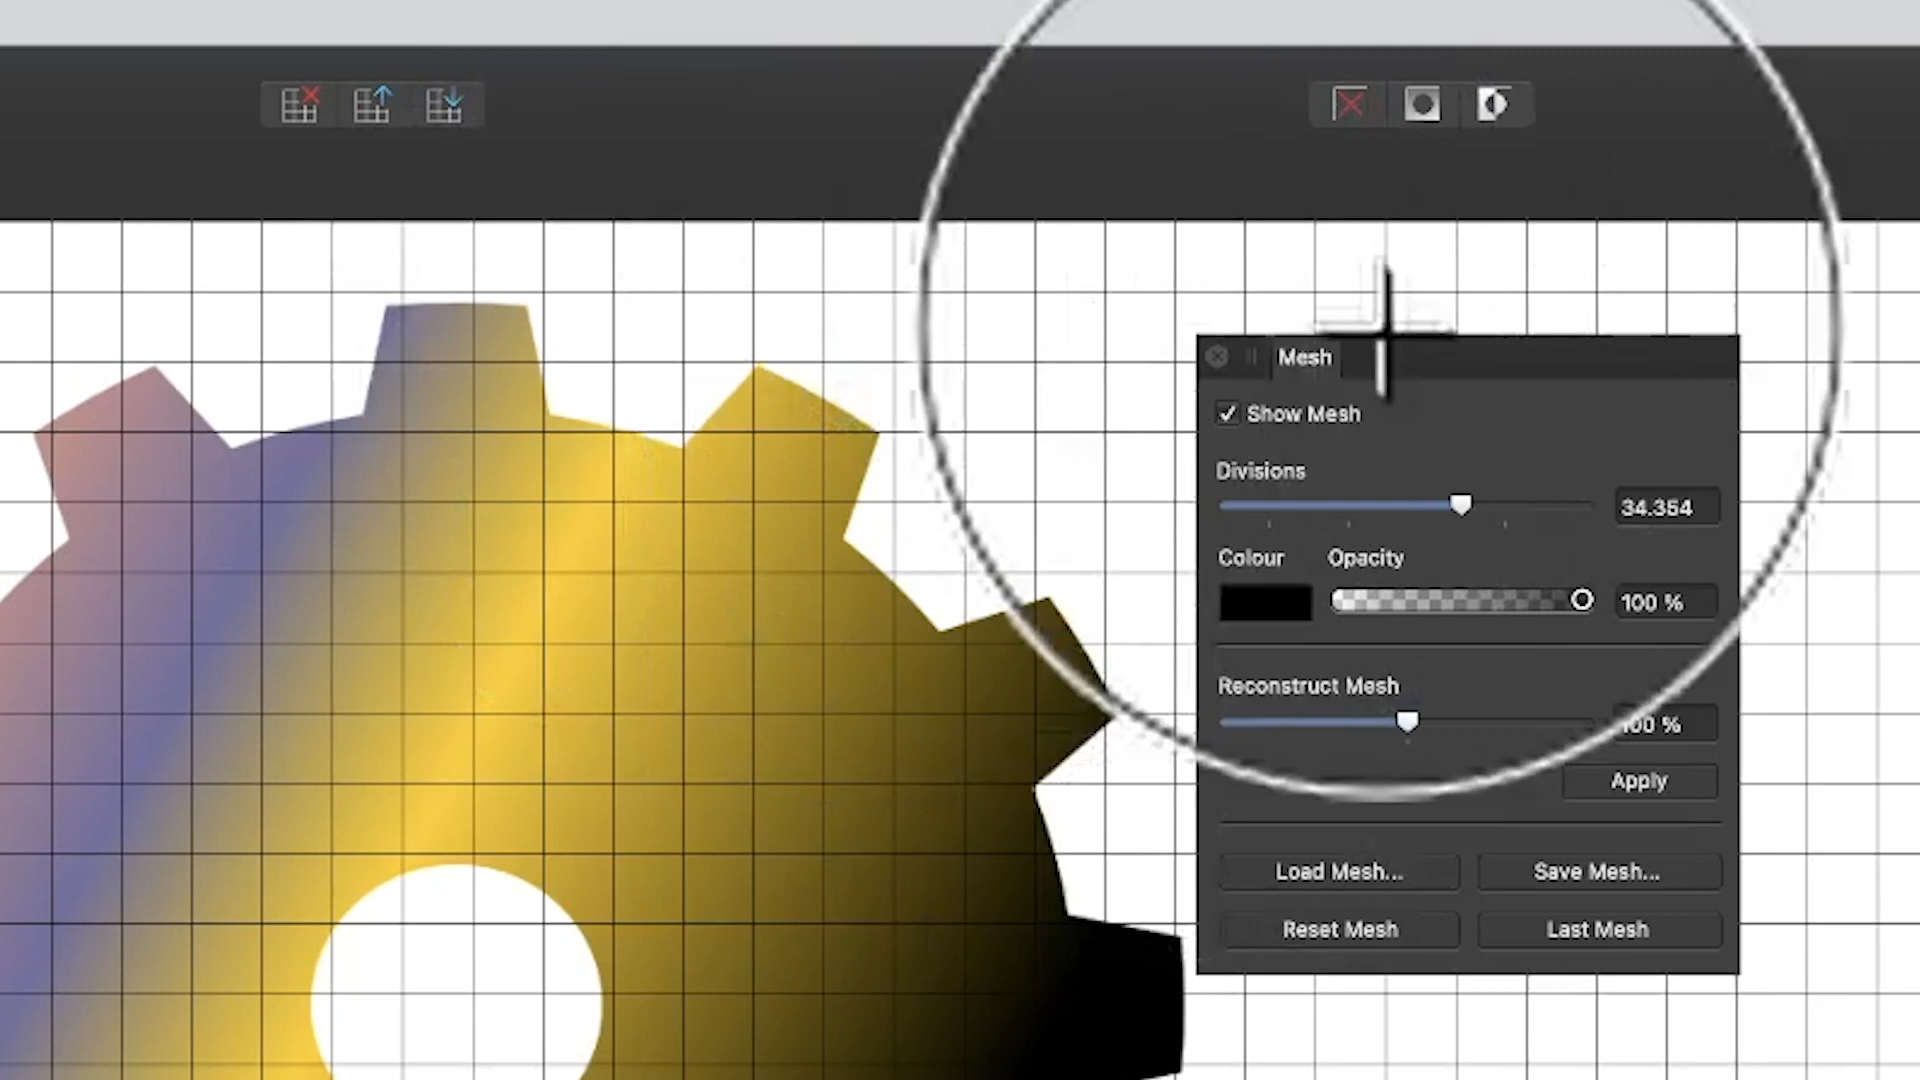 Mesh
Show Mesh
Divisions
34.354
Colour Opacity
100 %
Reconstruct Mesh
100 %
Apply
Load Mesh... Save Mesh...
Reset Mesh Last Mesh